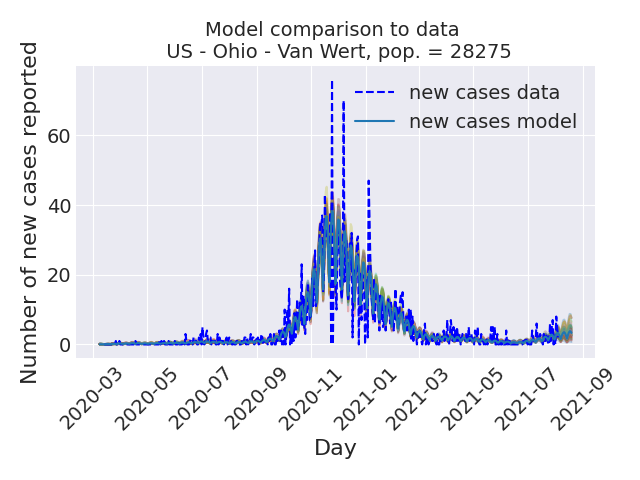 Model comparison to data
US - Ohio - Van Wert, pop. = 28275
new cases data
new cases model
Number of new cases reported
60
40
20
0
2020-03
2020-05
2020-07
2020-09
2020-11
2021-01
2021-03
2021-05
2021-07
2021-09
Day